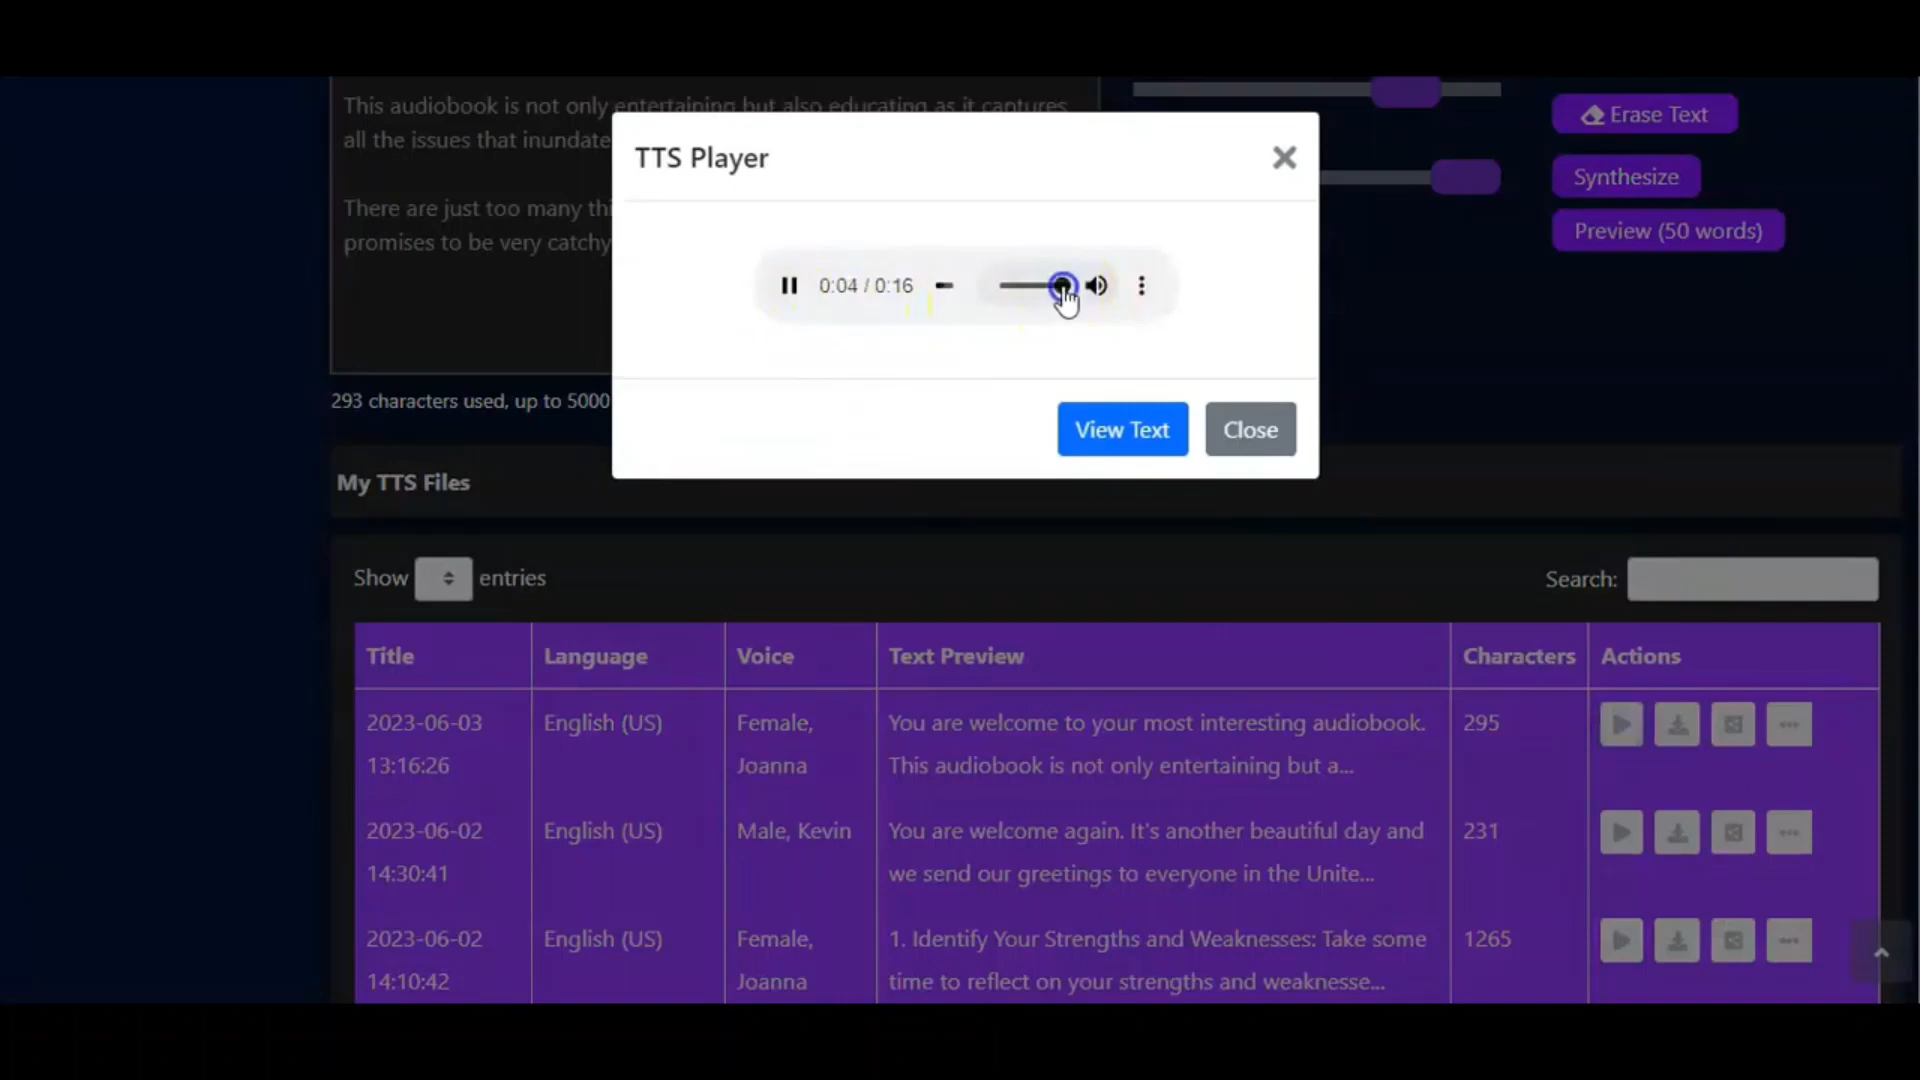 This audiobook is not only entertaining but also educating as it captures
all the issues that inundate
There are just too many thi
promises to be very catchy
293 characters used, up to 5000
Erase Text
Synthesize
Preview (50 words)
TTS Player
0:04 / 0:16
View Text
Close
My TTS Files
Show entries
Search:
Title Language Voice Text Preview Characters Actions
2023-06-03 English (US) Female, You are welcome to your most interesting audiobook. 295
13:16:26 Joanna This audiobook is not only entertaining but a...
2023-06-02 English (US) Male, Kevin You are welcome again. It's another beautiful day and 231
14:30:41 we send our greetings to everyone in the Unite...
2023-06-02 English (US) Female, 1. Identify Your Strengths and Weaknesses: Take some 1265
14:10:42 Joanna time to reflect on your strengths and weaknesse...